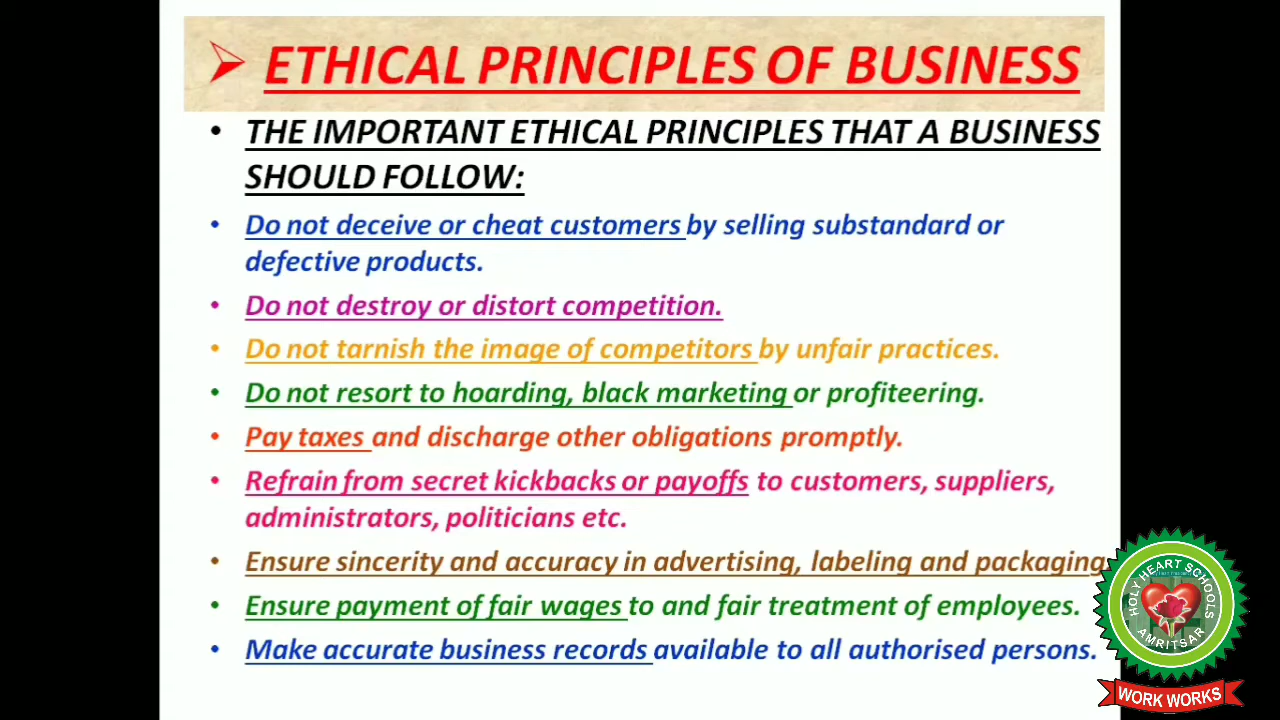 ➢ ETHICAL PRINCIPLES OF BUSINESS
• THE IMPORTANT ETHICAL PRINCIPLES THAT A BUSINESS
SHOULD FOLLOW:
• Do not deceive or cheat customers by selling substandard or
defective products.
• Do not destroy or distort competition.
• Do not tarnish the image of competitors by unfair practices.
• Do not resort to hoarding, black marketing or profiteering.
• Pay taxes and discharge other obligations promptly.
• Refrain from secret kickbacks or payoffs to customers, suppliers,
administrators, politicians etc.
• Ensure sincerity and accuracy in advertising, labeling and packaging
• Ensure payment of fair wages to and fair treatment of employees.
• Make accurate business records available to all authorised persons.
HOLY HEART SCHOOLS
AMRITSAR
WORK WORKS